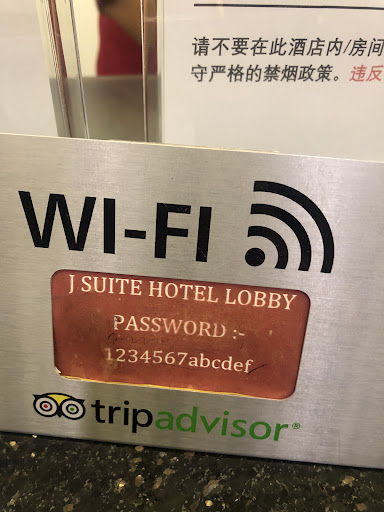 请不要在此酒店内/房间
守严格的禁烟政策。违反
WI-FI
J SUITE HOTEL LOBBY
PASSWORD :-
1234567abcdef
tripadvisor®